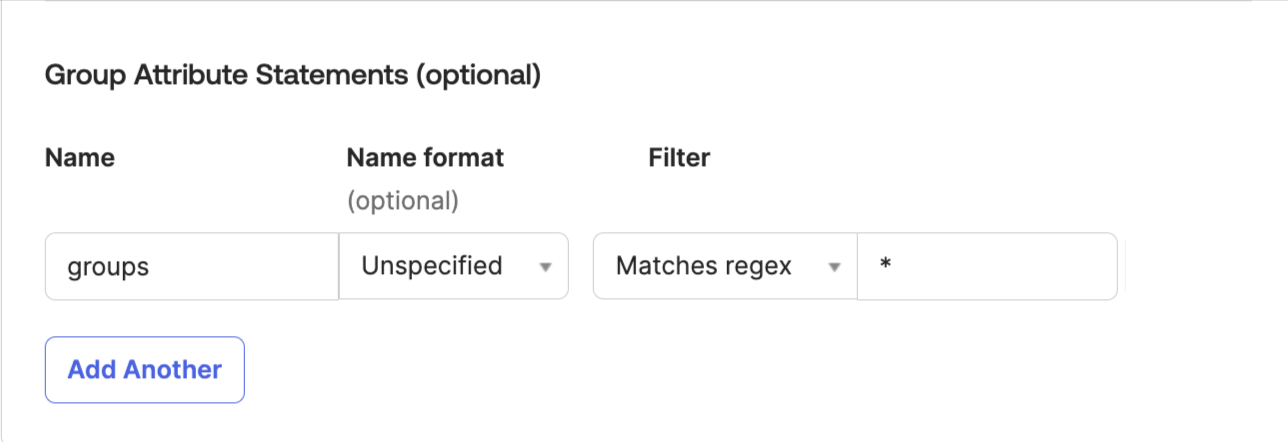 Group Attribute Statements (optional)
Name Name format Filter
(optional)
groups Unspecified Matches regex *
Add Another